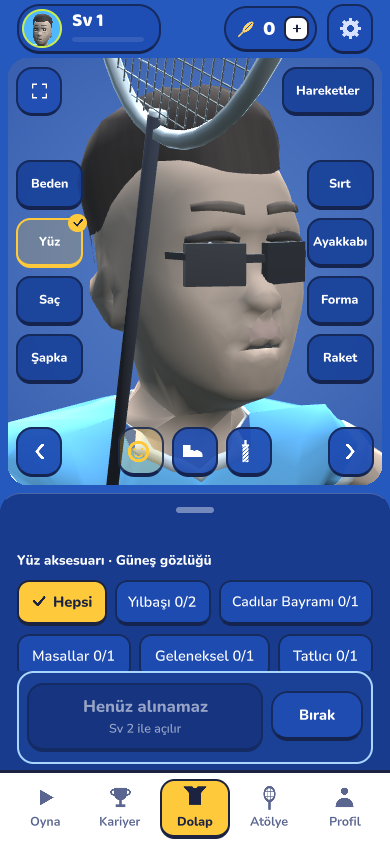 Sv 1
0
+
Hareketler
Beden
Sırt
Yüz
Ayakkabı
Saç
Forma
Şapka
Raket
Yüz aksesuarı · Güneş gözlüğü
Hepsi
Yılbaşı 0/2
Cadılar Bayramı 0/1
Masallar 0/1
Geleneksel 0/1
Tatlıcı 0/1
Henüz alınamaz
Sv 2 ile açılır
Bırak
Oyna
Kariyer
Dolap
Atölye
Profil